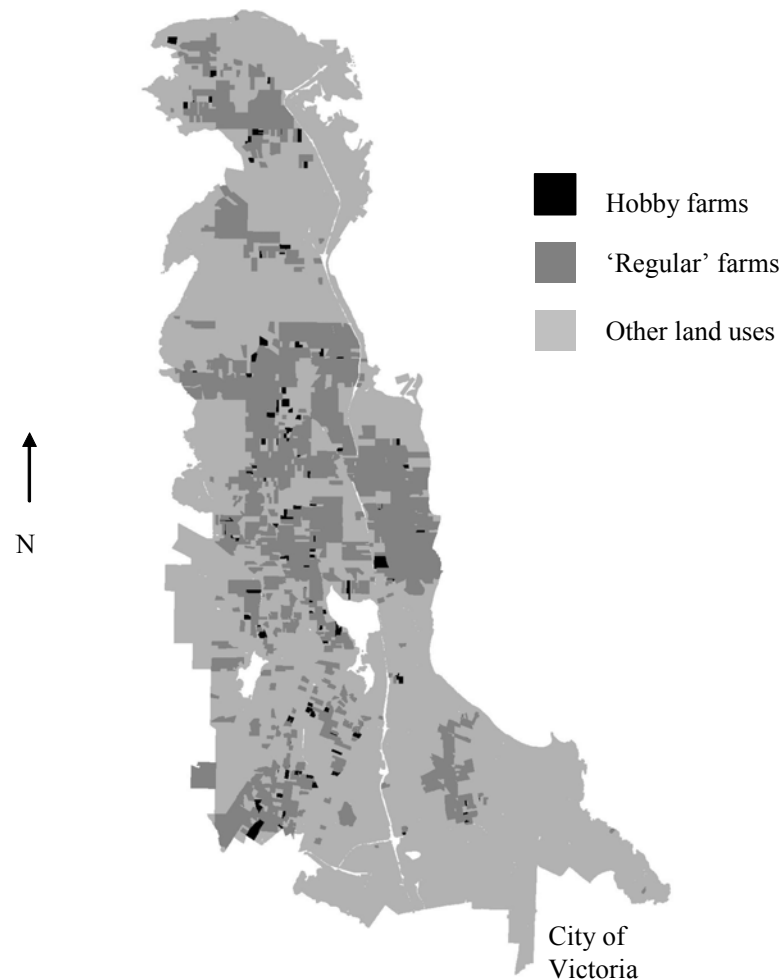 Hobby farms
‘Regular’ farms
Other land uses
N
City of
Victoria